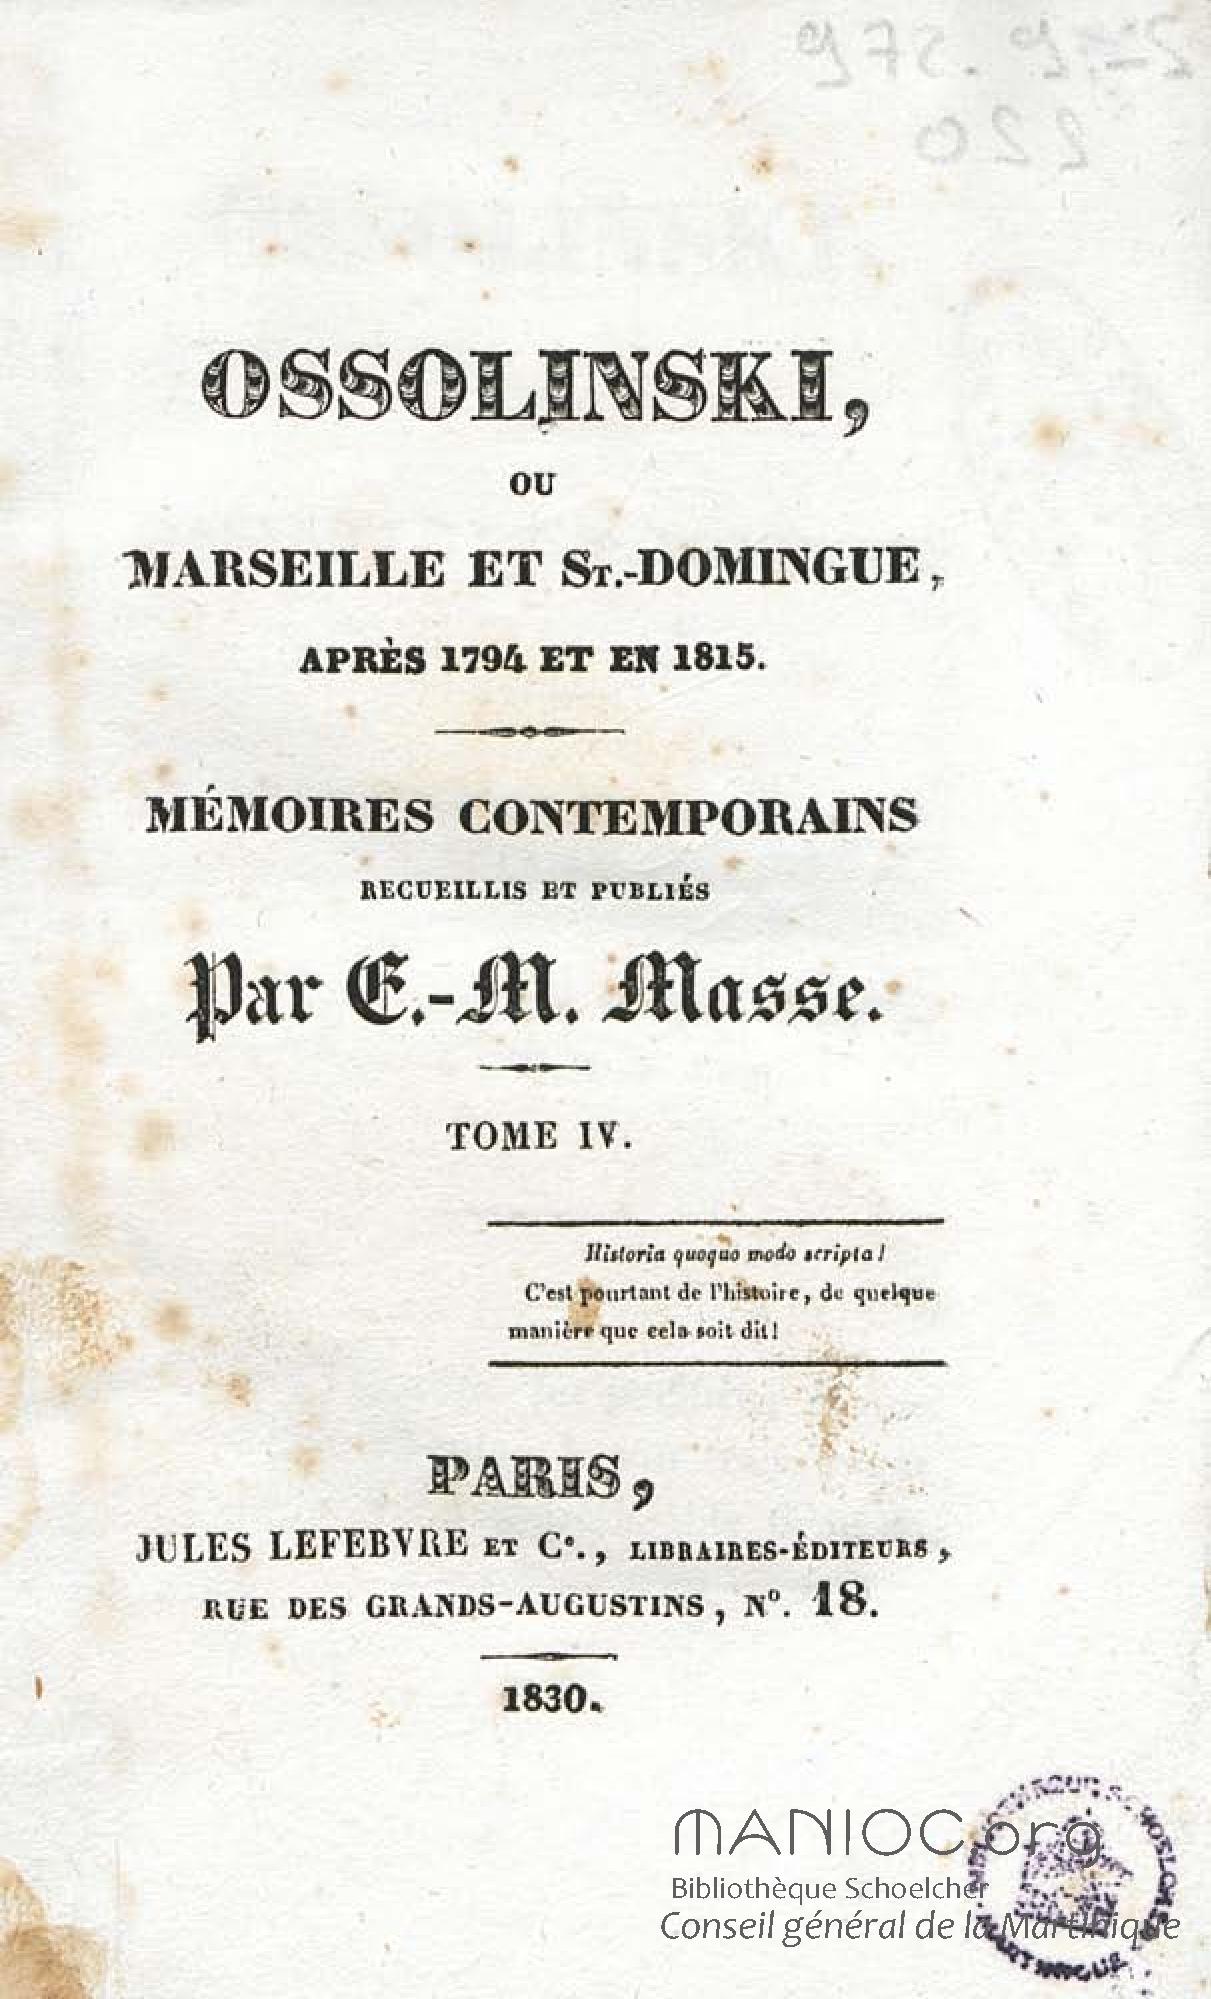 OSSOLINSKI,
OU
MARSEILLE ET ST.-DOMINGUE,
APRÈS 1794 ET EN 1815.
MÉMOIRES CONTEMPORAINS
RECUEILLIS ET PUBLIÉS
Par E.-M. Masse.
TOME IV.
Historia quoquo modo scripta!
C'est pourtant de l'histoire, de quelque
manière que cela soit dit!
PARIS,
JULES LEFEBVRE ET Ce., LIBRAIRES-ÉDITEURS,
RUE DES GRANDS-AUGUSTINS, No. 18.
1830.
MANIOC.org
Bibliothèque Schoelcher
Conseil général de la Martinique